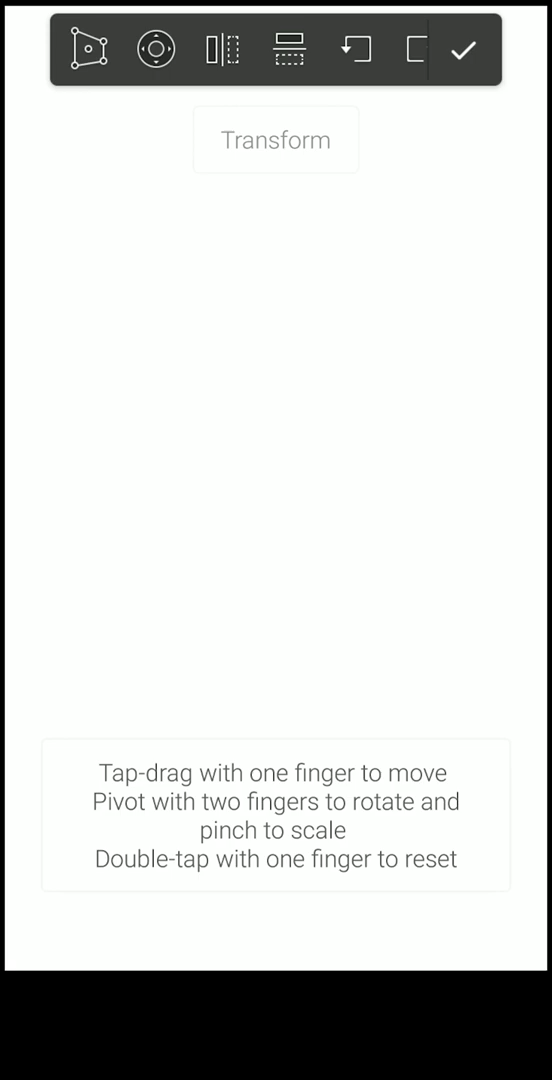 Transform
Tap-drag with one finger to move
Pivot with two fingers to rotate and
pinch to scale
Double-tap with one finger to reset